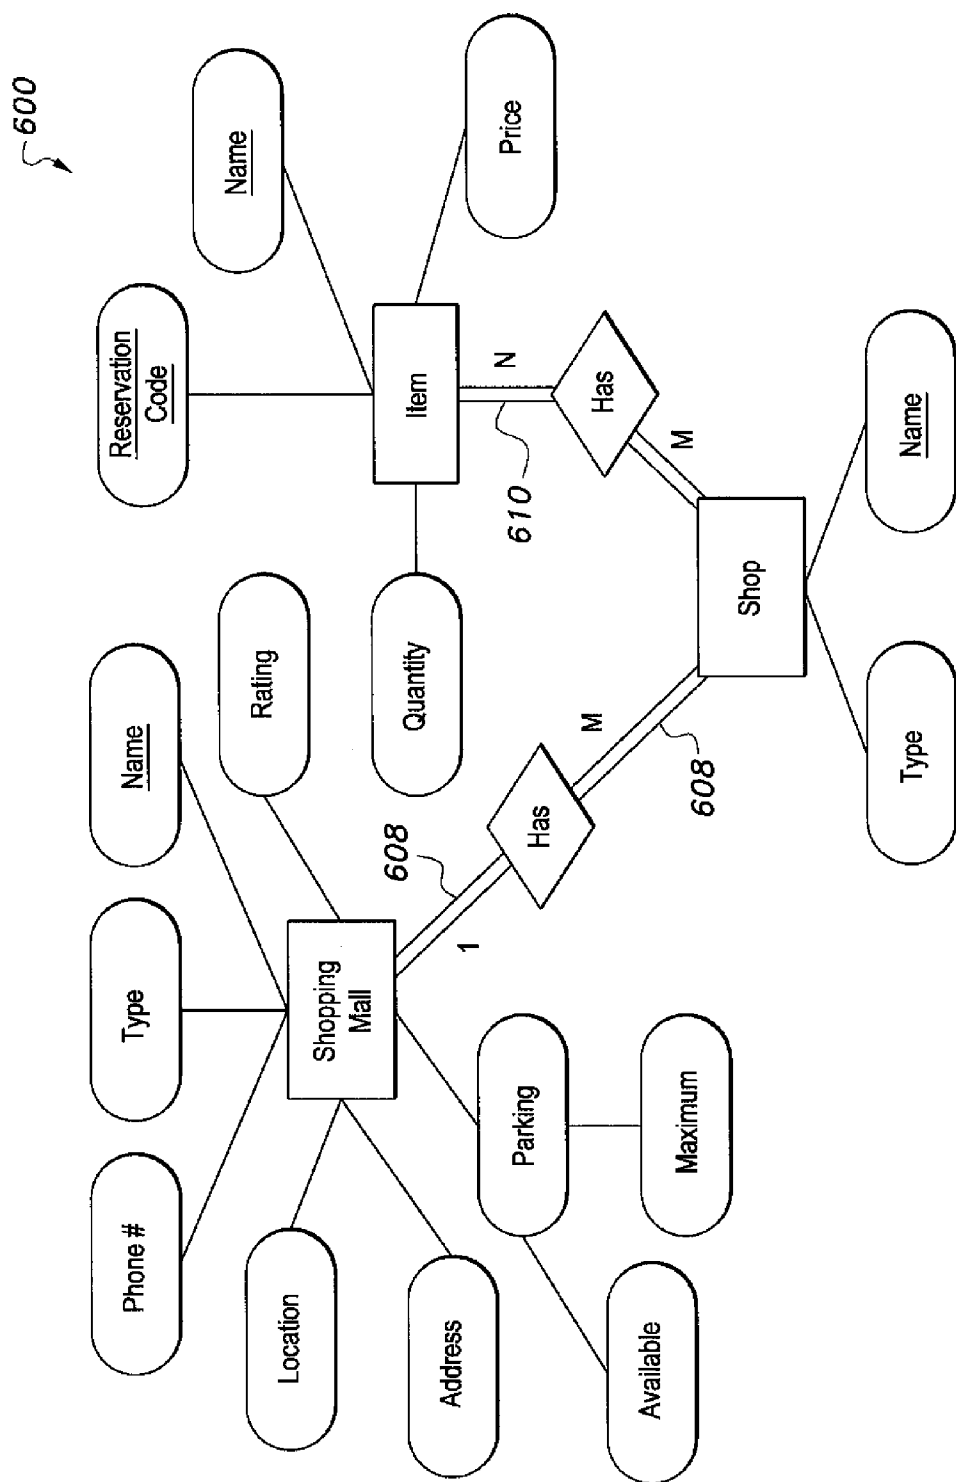 600
Phone #
Type
Name
Reservation
Code
Name
Location
Rating
Shopping
Mall
Item
Quantity
Address
Price
608
1
N
610
Parking
Has
M
Has
M
608
Available
Maximum
Shop
Type
Name